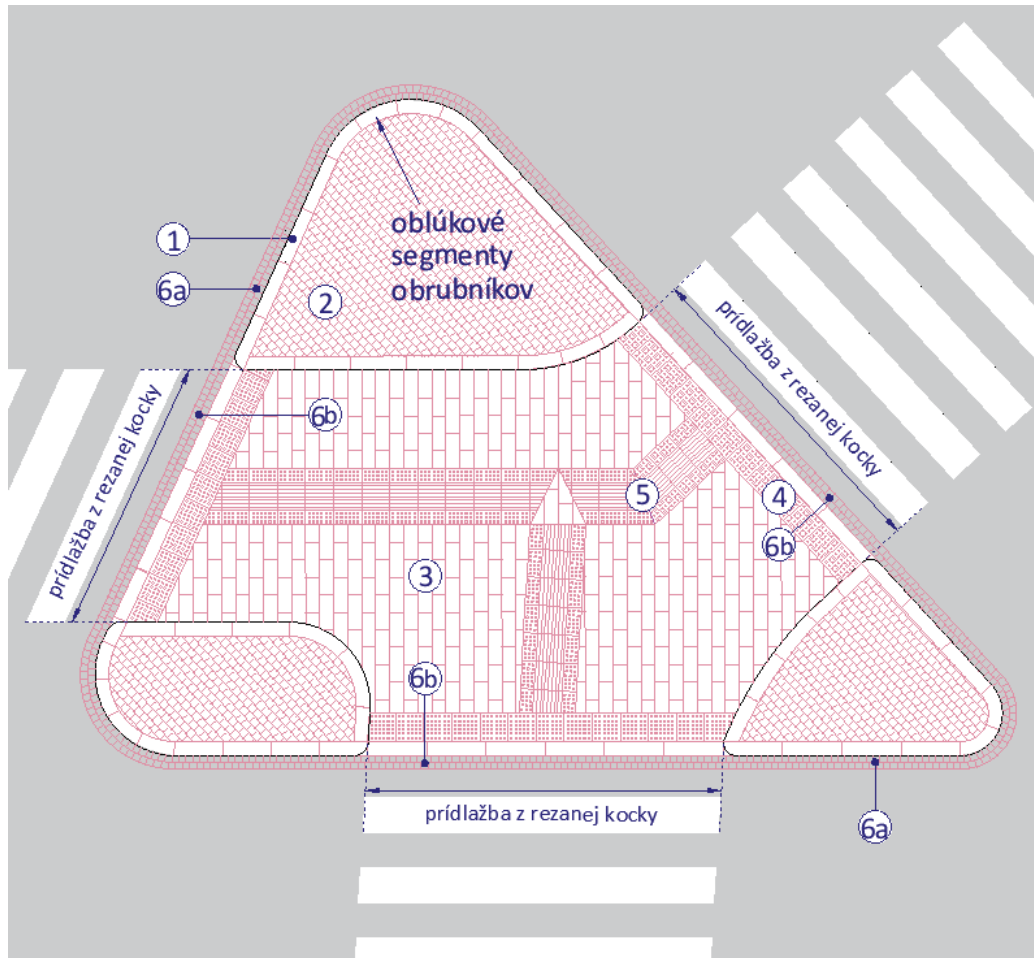 oblúkové
segmenty
obrubníkov
1
6a
2
prídlažba z rezanej kocky
6b
prídlažba z rezanej kocky
5
4
6b
3
6b
prídlažba z rezanej kocky
6a